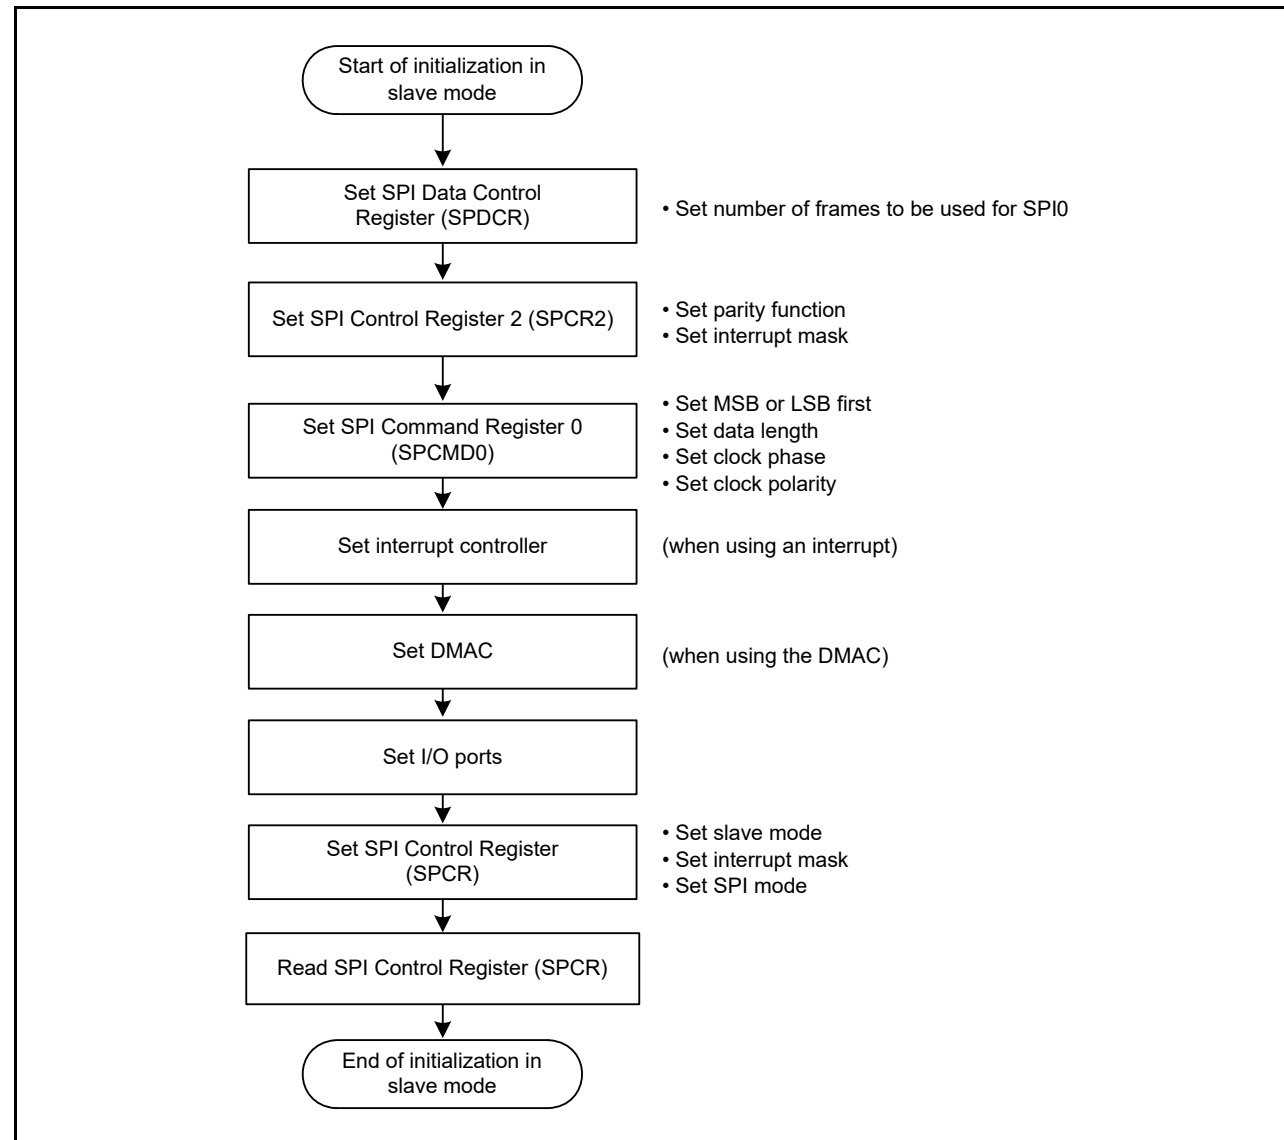 Start of initialization in
slave mode
Set SPI Data Control
Register (SPDCR)
• Set number of frames to be used for SPI0
Set SPI Control Register 2 (SPCR2)
• Set parity function
• Set interrupt mask
Set SPI Command Register 0
(SPCMD0)
• Set MSB or LSB first
• Set data length
• Set clock phase
• Set clock polarity
Set interrupt controller
(when using an interrupt)
Set DMAC
(when using the DMAC)
Set I/O ports
Set SPI Control Register
(SPCR)
• Set slave mode
• Set interrupt mask
• Set SPI mode
Read SPI Control Register (SPCR)
End of initialization in
slave mode